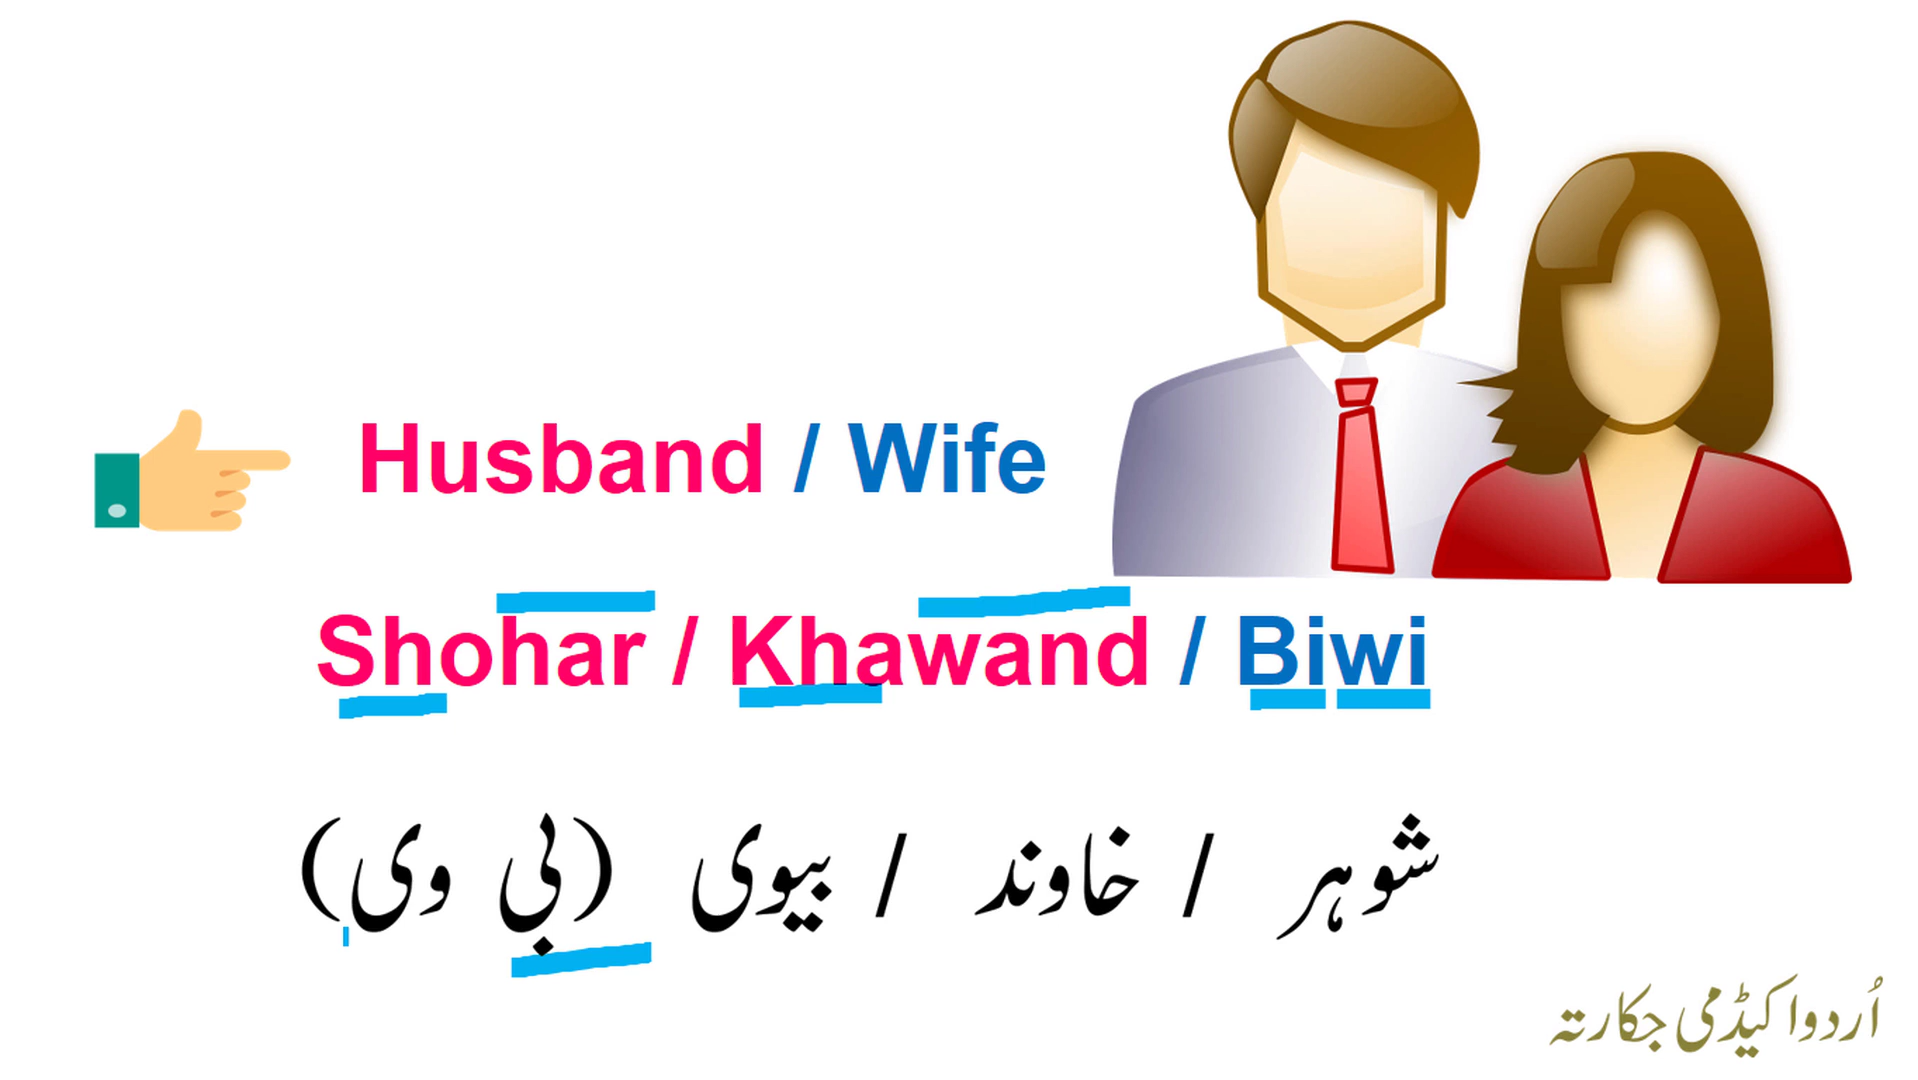 Husband / Wife
Shohar / Khawand / Biwi
شوہر / خاوند / بیوی (بی وی)
اُردو اکیڈمی جکارتہ